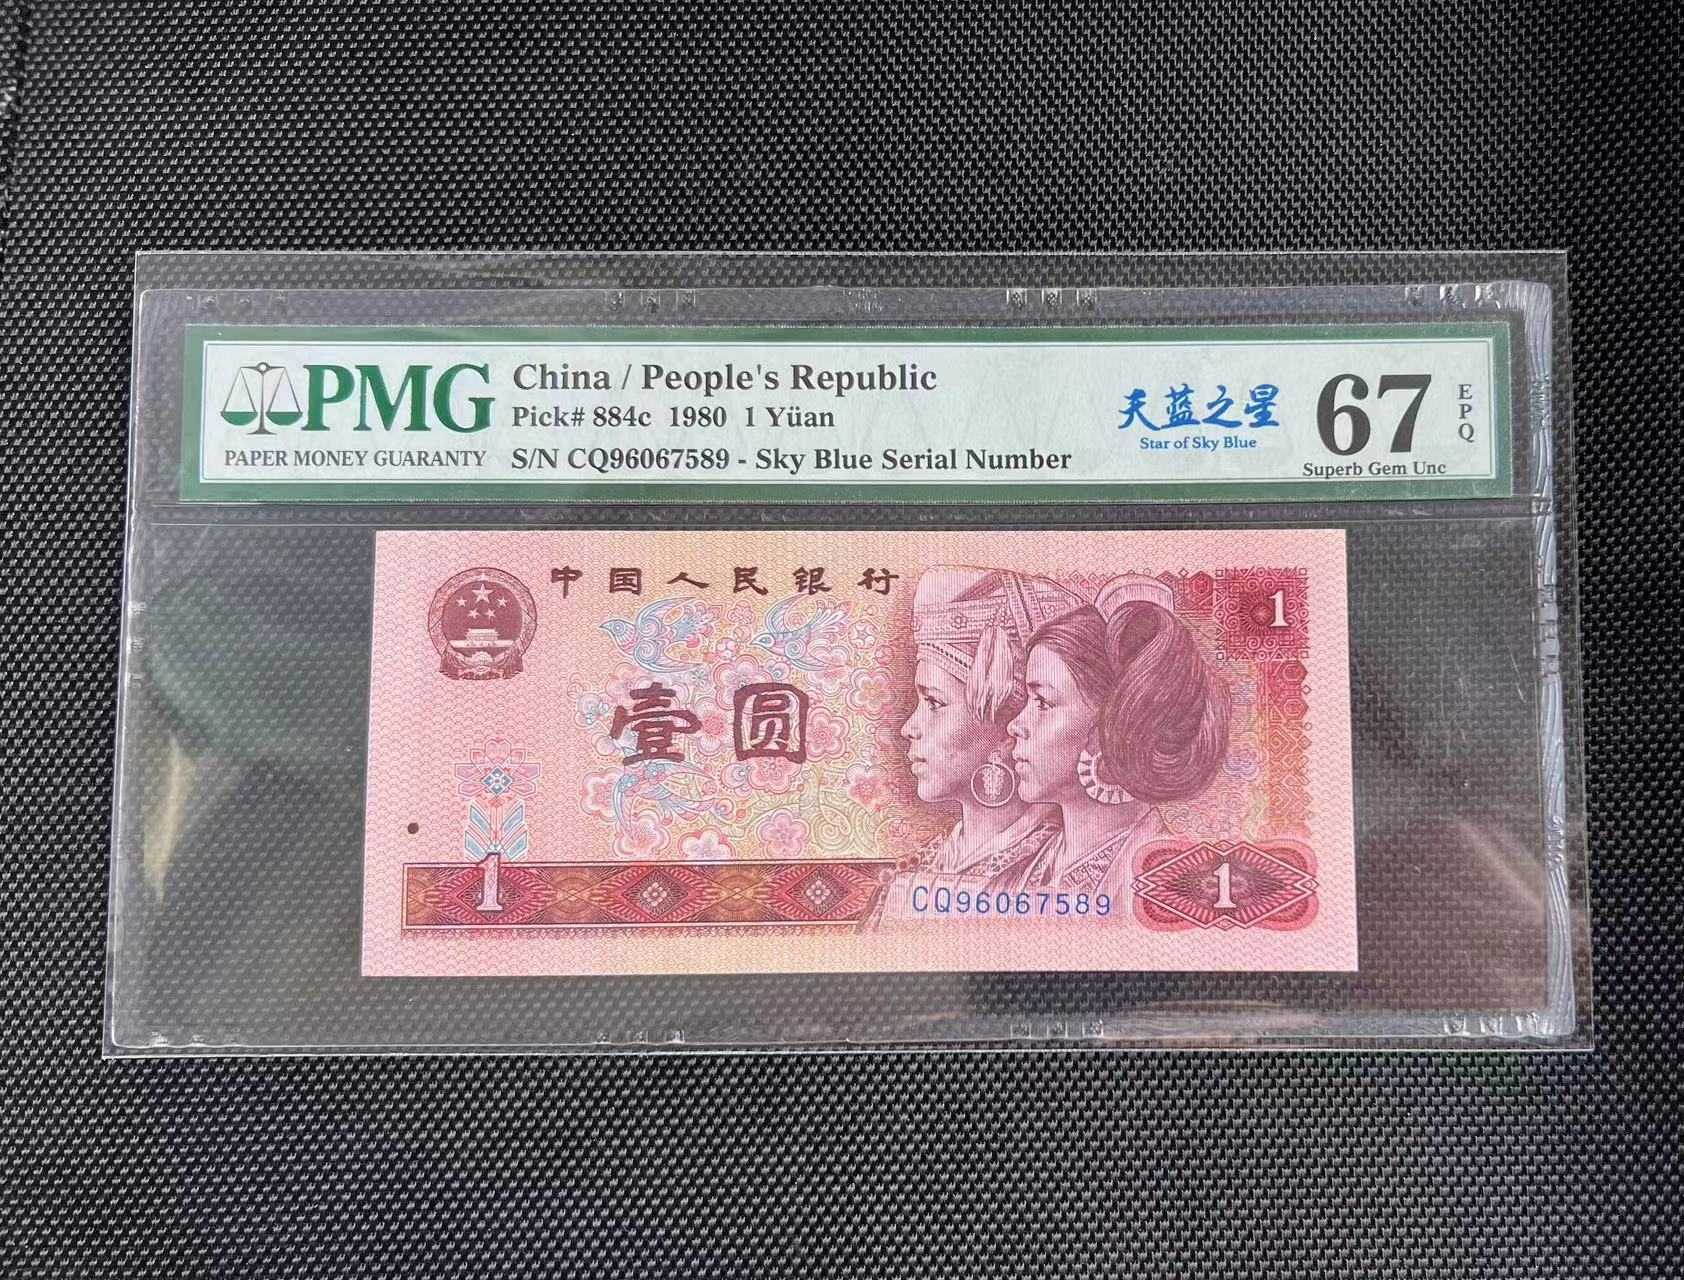 PMG
PAPER MONEY GUARANTY
China / People's Republic
Pick# 884c 1980 1 Yüan
S/N CQ96067589 - Sky Blue Serial Number
天蓝之星
Star of Sky Blue
67
EPQ
Superb Gem Unc
中国人民银行
1
壹圆
1
CQ96067589
1